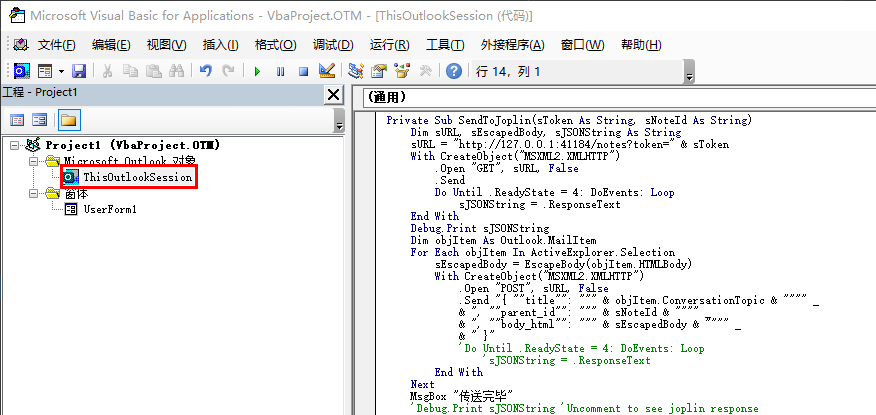 Microsoft Visual Basic for Applications - VbaProject.OTM - [ThisOutlookSession (代码)]
文件(F) 编辑(E) 视图(V) 插入(I) 格式(O) 调试(D) 运行(R) 工具(T) 外接程序(A) 窗口(W) 帮助(H)
行 14，列 1
工程 - Project1
Project1 (VbaProject.OTM)
Microsoft Outlook 对象
ThisOutlookSession
窗体
UserForm1
(通用)
Private Sub SendToJoplin(sToken As String, sNoteId As String)
Dim sURL, sEscapedBody, sJSONString As String
sURL = "http://127.0.0.1:41184/notes?token=" & sToken
With CreateObject("MSXML2.XMLHTTP")
.Open "GET", sURL, False
.Send
Do Until .ReadyState = 4: DoEvents: Loop
sJSONString = .ResponseText
End With
Debug.Print sJSONString
Dim objItem As Outlook.MailItem
For Each objItem In ActiveExplorer.Selection
sEscapedBody = EscapeBody(objItem.HTMLBody)
With CreateObject("MSXML2.XMLHTTP")
.Open "POST", sURL, False
.Send "{ ""title"": """ & objItem.ConversationTopic & """" _
& ", ""parent_id"": """ & sNoteId & """" _
& ", ""body_html"": """ & sEscapedBody & """" _
& " }"
'Do Until .ReadyState = 4: DoEvents: Loop
'sJSONString = .ResponseText
End With
Next
MsgBox "传送完毕"
'Debug.Print sJSONString 'Uncomment to see joplin response